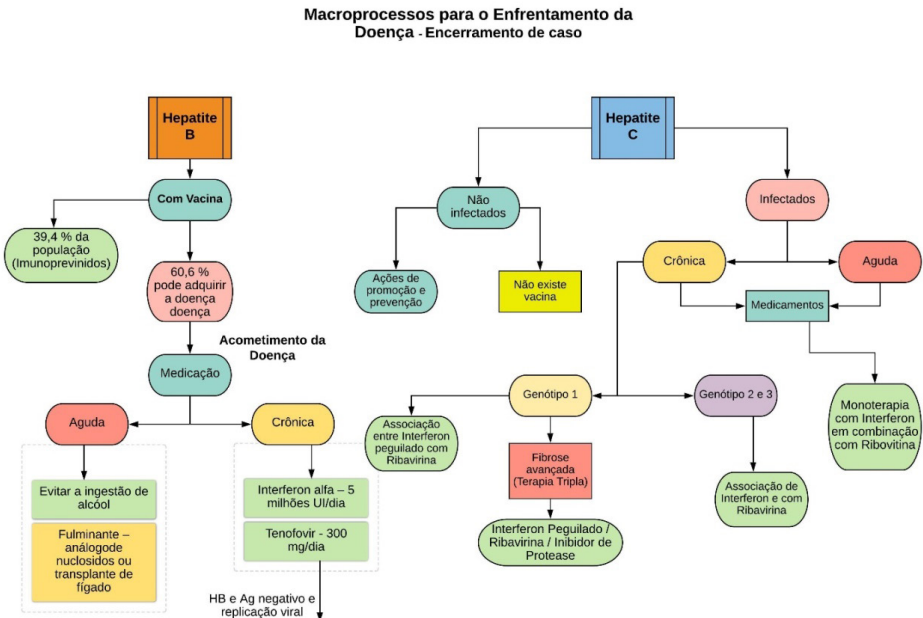 Macroprocessos para o Enfrentamento da
Doença - Encerramento de caso
Hepatite
B
Com Vacina
39,4 % da
população
(Imunoprevinidos)
60,6 %
pode adquirir
a doença
doença
Acometimento da
Doença
Medicação
Aguda
Crônica
Evitar a ingestão de
alcóol
Fulminante –
análogode
nuclosidos ou
transplante de
fígado
Interferon alfa – 5
milhões UI/dia
Tenofovir - 300
mg/dia
HB e Ag negativo e
replicação viral
Hepatite
C
Não
infectados
Infectados
Ações de
promoção e
prevenção
Não existe
vacina
Crônica
Aguda
Medicamentos
Genótipo 1
Genótipo 2 e 3
Monoterapia
com Interferon
em combinação
com Ribovitina
Associação
entre Interferon
peguilado com
Ribavirina
Fibrose
avançada
(Terapia Tripla)
Associação de
Interferon e com
Ribavirina
Interferon Peguilado /
Ribavirina / Inibidor de
Protease